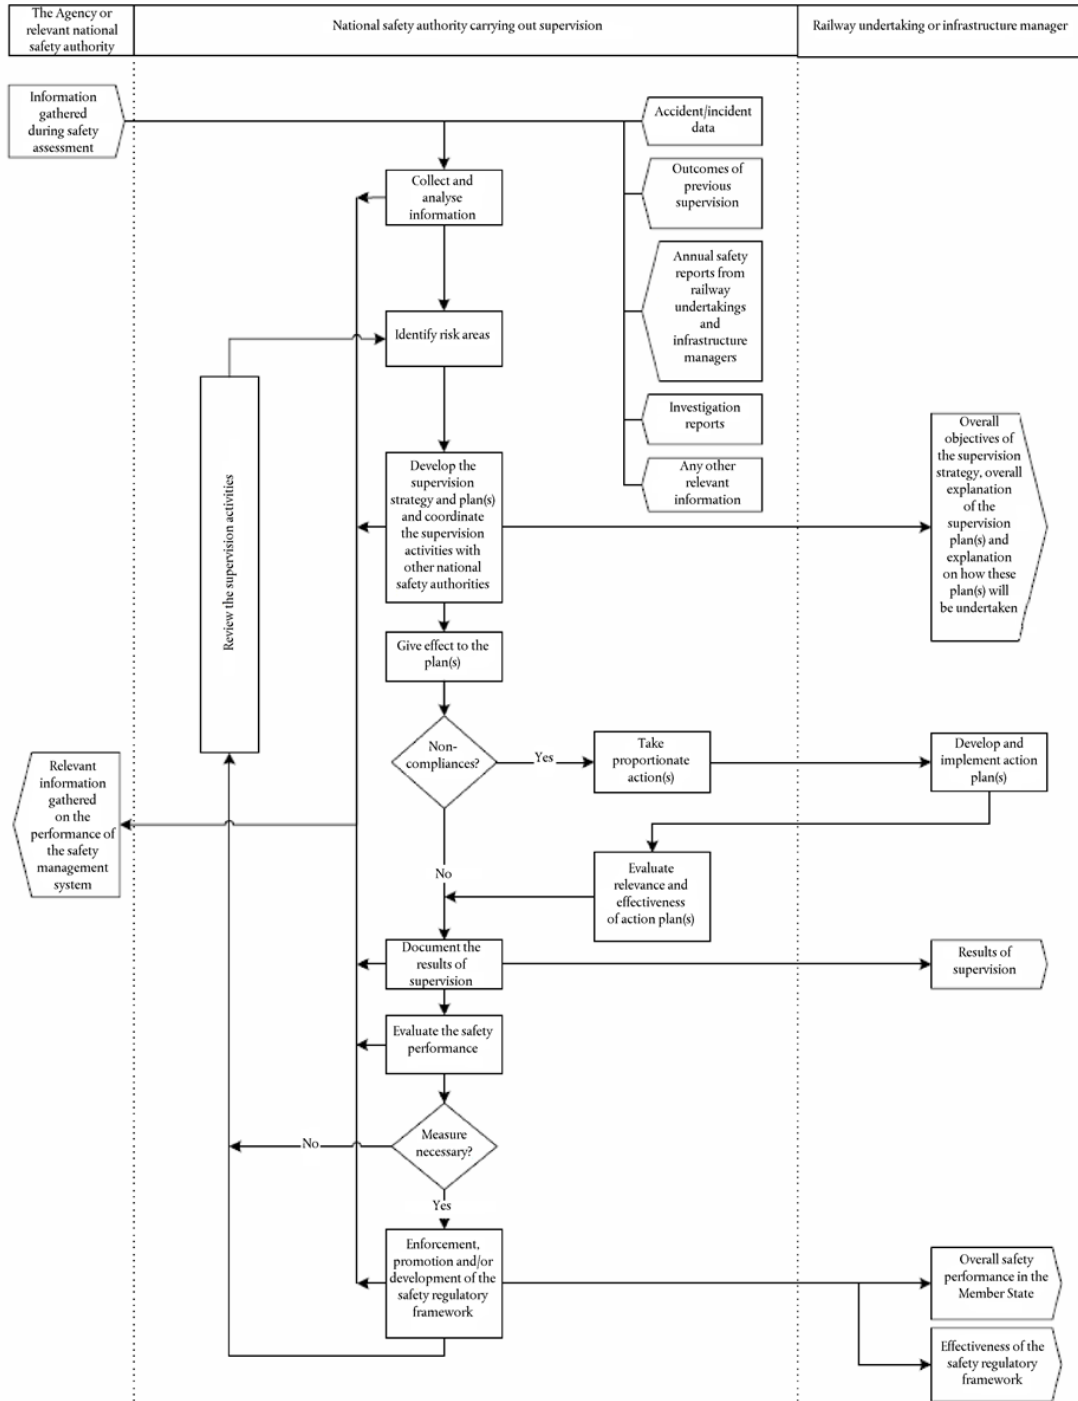 The Agency or
relevant national
safety authority
National safety authority carrying out supervision
Railway undertaking or infrastructure manager
Information
gathered
during safety
assessment
Accident/incident
data
Collect and
analyse
information
Outcomes of
previous
supervision
Annual safety
reports from
railway
undertakings
and
infrastructure
managers
Identify risk areas
Investigation
reports
Any other
relevant
information
Develop the
supervision
strategy and plan(s)
and coordinate
the supervision
activities with
other national
safety authorities
Overall
objectives of
the supervision
strategy, overall
explanation
of the
supervision
plan(s) and
explanation
on how these
plan(s) will
be undertaken
Review the supervision activities
Give effect to the
plan(s)
Non-
compliances?
Yes
Take
proportionate
action(s)
Develop and
implement action
plan(s)
Relevant
information
gathered
on the
performance of
the safety
management
system
No
Evaluate
relevance and
effectiveness
of action plan(s)
Document the
results of
supervision
Results of
supervision
Evaluate the safety
performance
Measure
necessary?
No
Yes
Enforcement,
promotion and/or
development of the
safety regulatory
framework
Overall safety
performance in the
Member State
Effectiveness of the
safety regulatory
framework